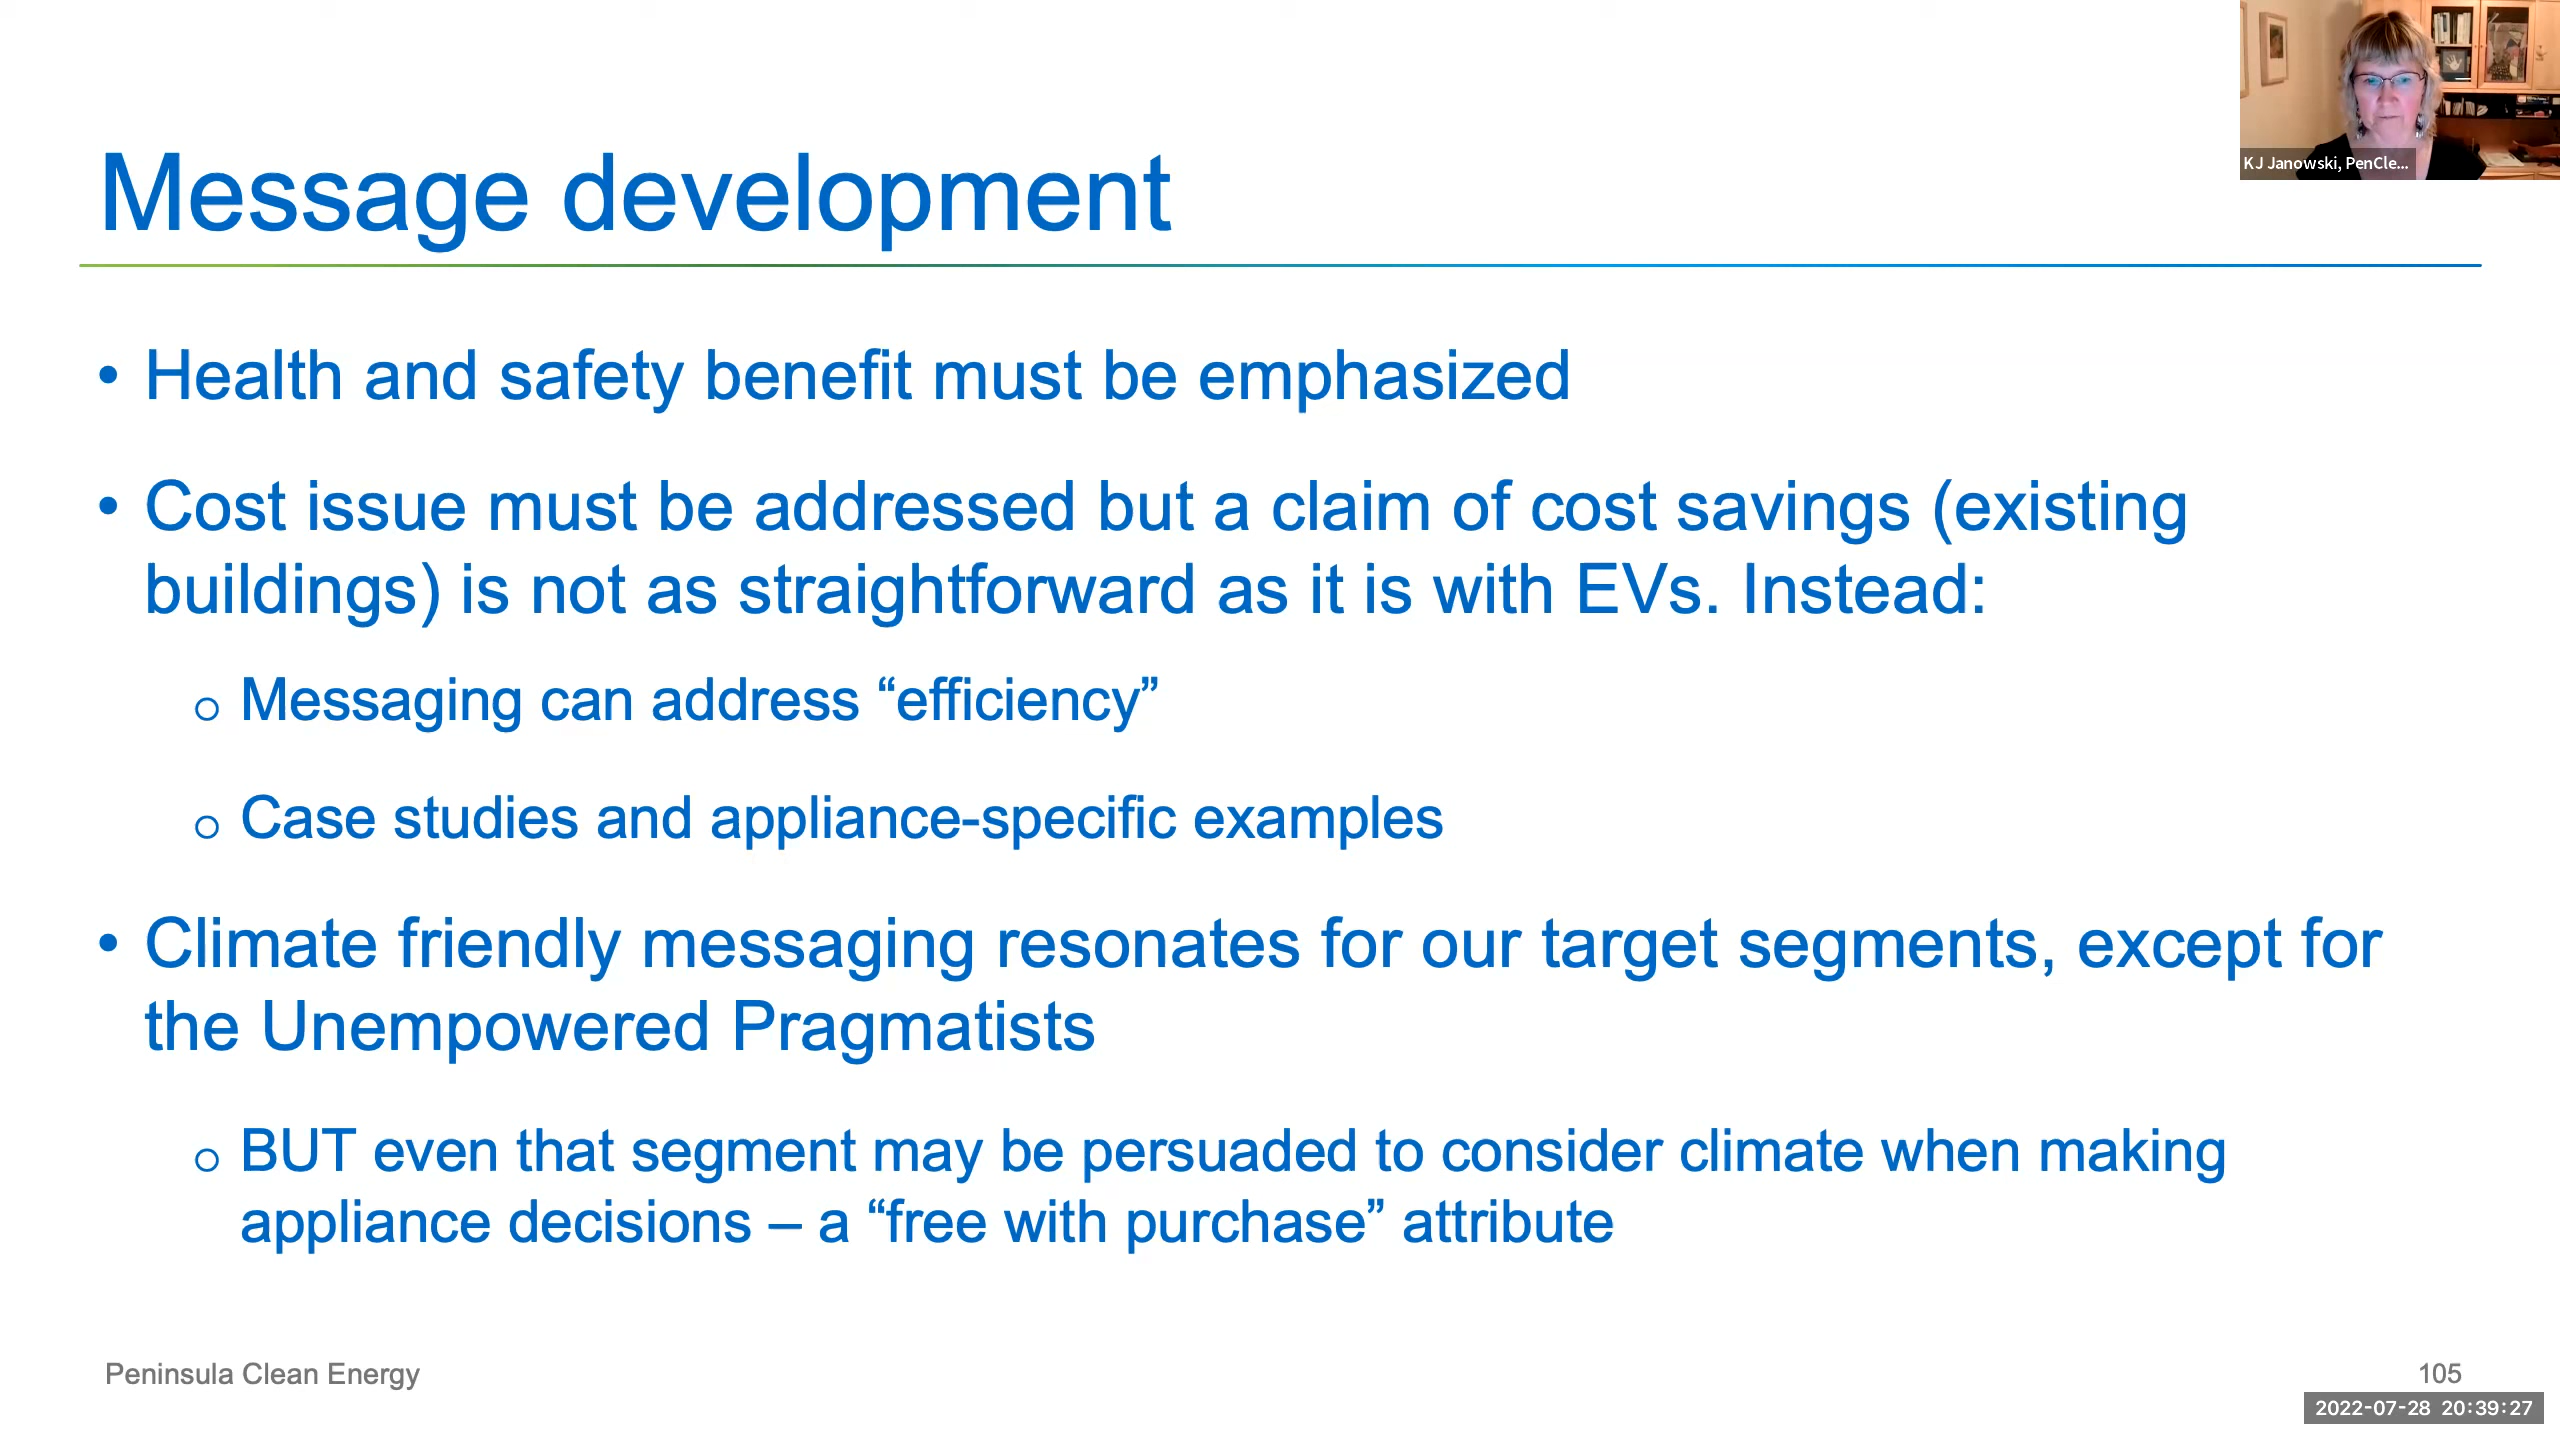 KJ Janowski, PenCle...
Message development
• Health and safety benefit must be emphasized
• Cost issue must be addressed but a claim of cost savings (existing
buildings) is not as straightforward as it is with EVs. Instead:
o Messaging can address “efficiency”
o Case studies and appliance-specific examples
• Climate friendly messaging resonates for our target segments, except for
the Unempowered Pragmatists
o BUT even that segment may be persuaded to consider climate when making
appliance decisions – a “free with purchase” attribute
Peninsula Clean Energy
105
2022-07-28 20:39:27